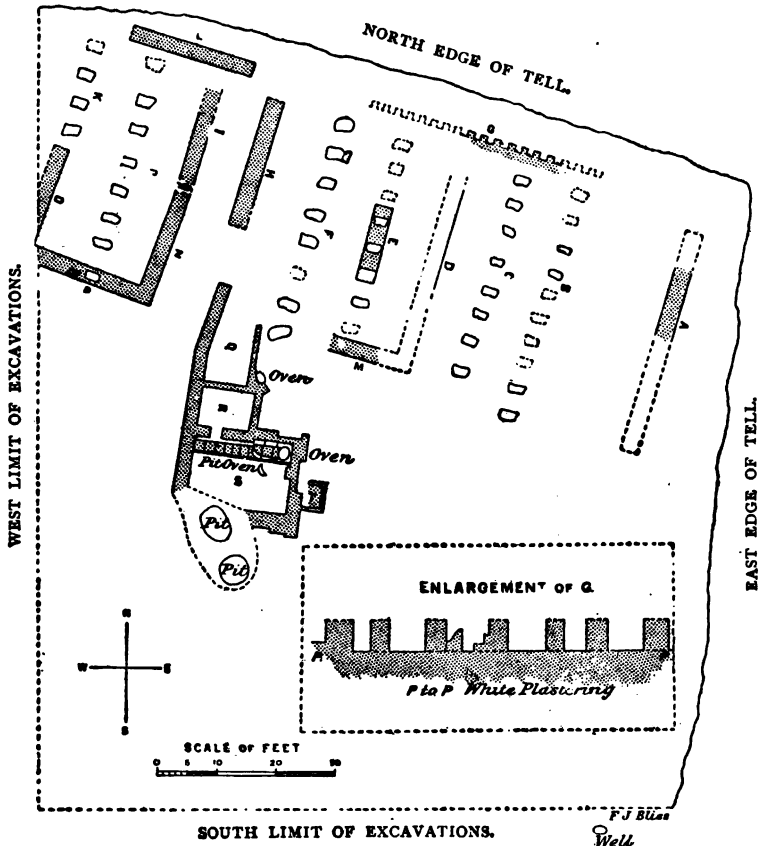 NORTH EDGE OF TELL.
L
K
J
I
H
G
F
E
D
C
B
A
O
N
M
WEST LIMIT OF EXCAVATIONS.
EAST EDGE OF TELL.
Oven
R
Oven
Pit Oven
S
T
Pit
Pit
ENLARGEMENT OF G.
P
P
P to P White Plastering
N
W
E
S
SCALE OF FEET
0 5 10 20 30
F J Bliss
SOUTH LIMIT OF EXCAVATIONS.
Well